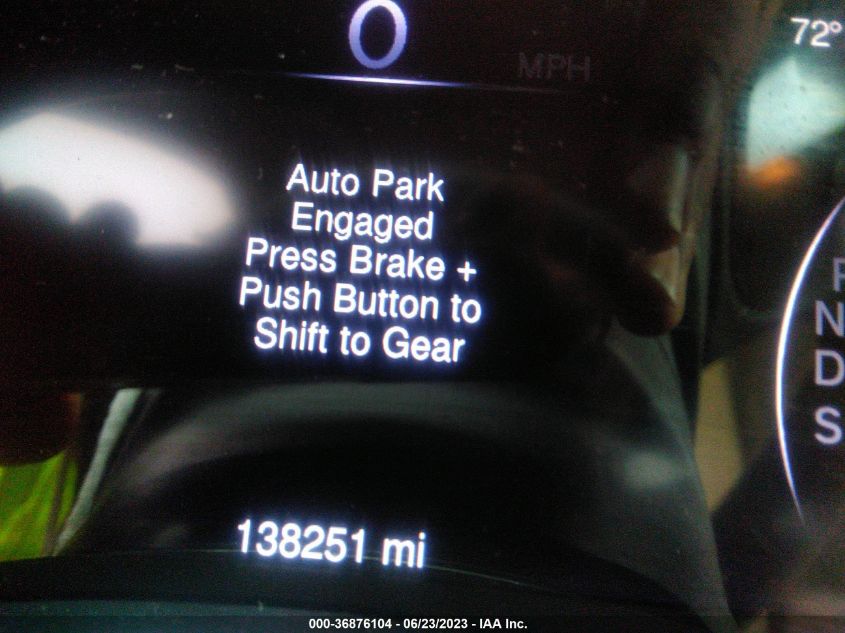 0
MPH
72°
Auto Park
Engaged
Press Brake +
Push Button to
Shift to Gear
N
D
S
138251 mi
000-36876104 - 06/23/2023 - IAA Inc.